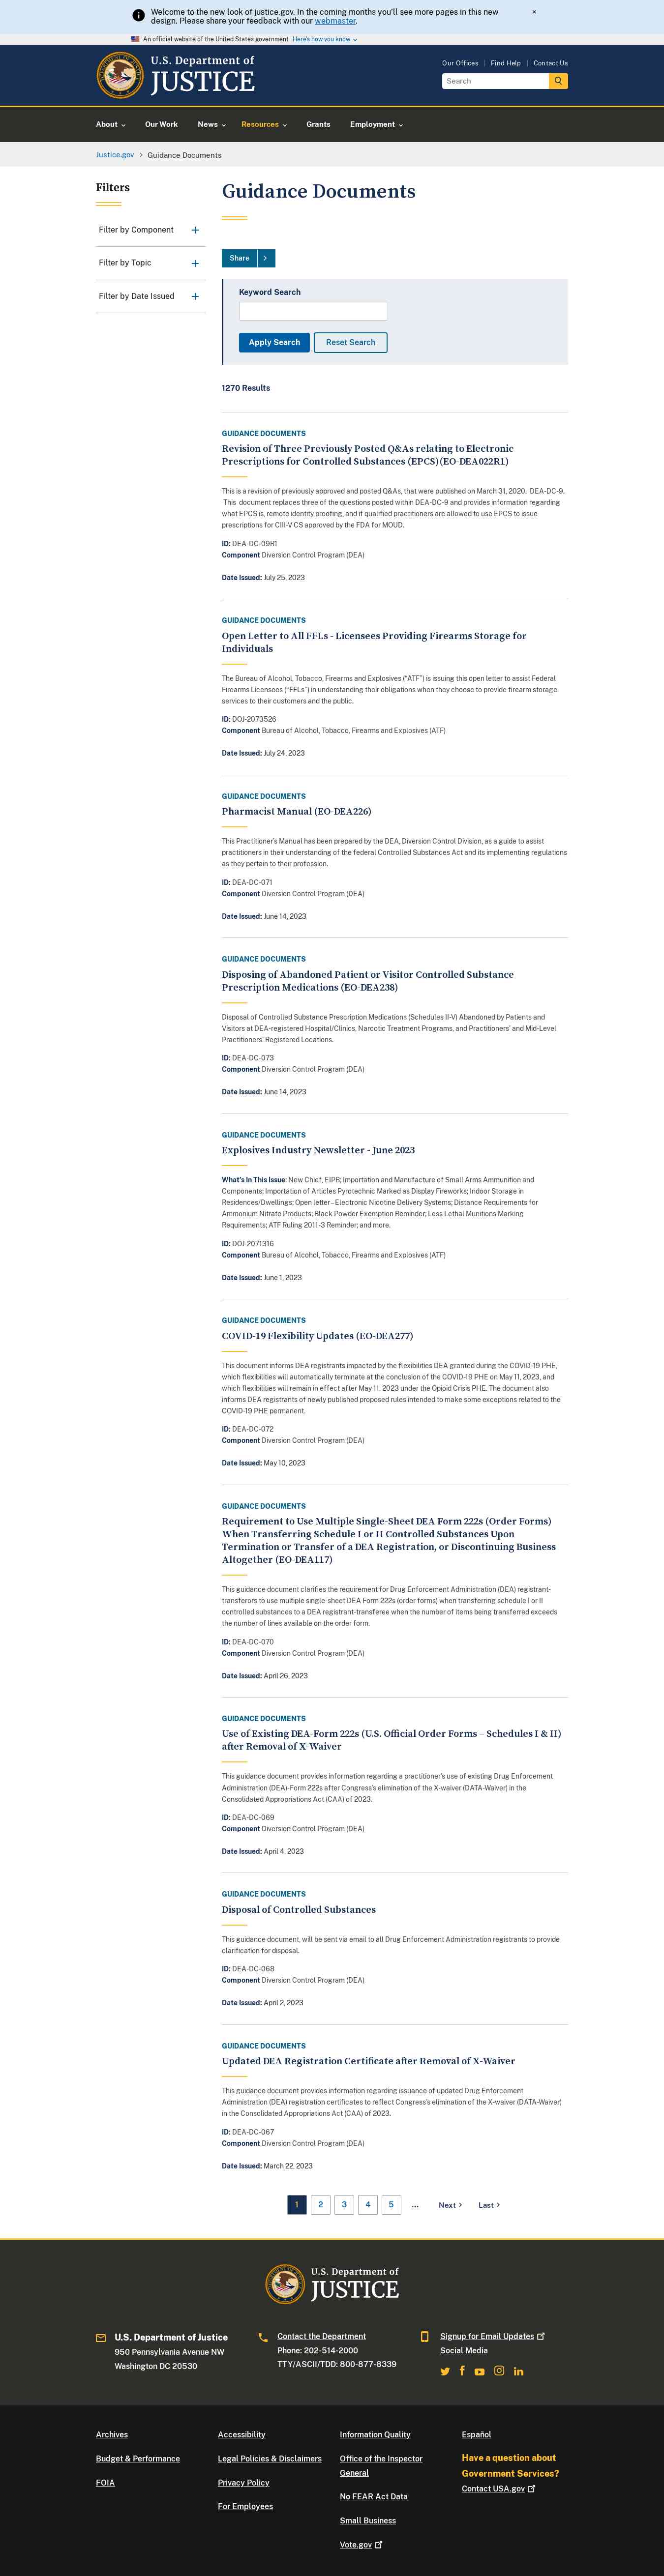 Welcome to the new look of justice.gov. In the coming months you'll see more pages in this new
design. Please share your feedback with our webmaster.
×
An official website of the United States government Here's how you know
U.S. Department of
JUSTICE
Our Offices
Find Help
Contact Us
Search
About
Our Work
News
Resources
Grants
Employment
Justice.gov
Guidance Documents
Filters
Filter by Component
Filter by Topic
Filter by Date Issued
Guidance Documents
Share
Keyword Search
Apply Search
Reset Search
1270 Results
GUIDANCE DOCUMENTS
Revision of Three Previously Posted Q&As relating to Electronic
Prescriptions for Controlled Substances (EPCS)(EO-DEA022R1)
This is a revision of previously approved and posted Q&As, that were published on March 31, 2020.  DEA-DC-9.
This  document replaces three of the questions posted within DEA-DC-9 and provides information regarding
what EPCS is, remote identity proofing, and if qualified practitioners are allowed to use EPCS to issue
prescriptions for CIII-V CS approved by the FDA for MOUD.
ID: DEA-DC-09R1
Component Diversion Control Program (DEA)
Date Issued: July 25, 2023
GUIDANCE DOCUMENTS
Open Letter to All FFLs - Licensees Providing Firearms Storage for
Individuals
The Bureau of Alcohol, Tobacco, Firearms and Explosives ("ATF") is issuing this open letter to assist Federal
Firearms Licensees ("FFLs") in understanding their obligations when they choose to provide firearm storage
services to their customers and the public.
ID: DOJ-2073526
Component Bureau of Alcohol, Tobacco, Firearms and Explosives (ATF)
Date Issued: July 24, 2023
GUIDANCE DOCUMENTS
Pharmacist Manual (EO-DEA226)
This Practitioner's Manual has been prepared by the DEA, Diversion Control Division, as a guide to assist
practitioners in their understanding of the federal Controlled Substances Act and its implementing regulations
as they pertain to their profession.
ID: DEA-DC-071
Component Diversion Control Program (DEA)
Date Issued: June 14, 2023
GUIDANCE DOCUMENTS
Disposing of Abandoned Patient or Visitor Controlled Substance
Prescription Medications (EO-DEA238)
Disposal of Controlled Substance Prescription Medications (Schedules II-V) Abandoned by Patients and
Visitors at DEA-registered Hospital/Clinics, Narcotic Treatment Programs, and Practitioners' and Mid-Level
Practitioners' Registered Locations.
ID: DEA-DC-073
Component Diversion Control Program (DEA)
Date Issued: June 14, 2023
GUIDANCE DOCUMENTS
Explosives Industry Newsletter - June 2023
What's In This Issue: New Chief, EIPB; Importation and Manufacture of Small Arms Ammunition and
Components; Importation of Articles Pyrotechnic Marked as Display Fireworks; Indoor Storage in
Residences/Dwellings; Open letter – Electronic Nicotine Delivery Systems; Distance Requirements for
Ammonium Nitrate Products; Black Powder Exemption Reminder; Less Lethal Munitions Marking
Requirements; ATF Ruling 2011-3 Reminder; and more.
ID: DOJ-2071316
Component Bureau of Alcohol, Tobacco, Firearms and Explosives (ATF)
Date Issued: June 1, 2023
GUIDANCE DOCUMENTS
COVID-19 Flexibility Updates (EO-DEA277)
This document informs DEA registrants impacted by the flexibilities DEA granted during the COVID-19 PHE,
which flexibilities will automatically terminate at the conclusion of the COVID-19 PHE on May 11, 2023, and
which flexibilities will remain in effect after May 11, 2023 under the Opioid Crisis PHE. The document also
informs DEA registrants of newly published proposed rules intended to make some exceptions related to the
COVID-19 PHE permanent.
ID: DEA-DC-072
Component Diversion Control Program (DEA)
Date Issued: May 10, 2023
GUIDANCE DOCUMENTS
Requirement to Use Multiple Single-Sheet DEA Form 222s (Order Forms)
When Transferring Schedule I or II Controlled Substances Upon
Termination or Transfer of a DEA Registration, or Discontinuing Business
Altogether (EO-DEA117)
This guidance document clarifies the requirement for Drug Enforcement Administration (DEA) registrant-
transferors to use multiple single-sheet DEA Form 222s (order forms) when transferring schedule I or II
controlled substances to a DEA registrant-transferee when the number of items being transferred exceeds
the number of lines available on the order form.
ID: DEA-DC-070
Component Diversion Control Program (DEA)
Date Issued: April 26, 2023
GUIDANCE DOCUMENTS
Use of Existing DEA-Form 222s (U.S. Official Order Forms – Schedules I & II)
after Removal of X-Waiver
This guidance document provides information regarding a practitioner's use of existing Drug Enforcement
Administration (DEA)-Form 222s after Congress's elimination of the X-waiver (DATA-Waiver) in the
Consolidated Appropriations Act (CAA) of 2023.
ID: DEA-DC-069
Component Diversion Control Program (DEA)
Date Issued: April 4, 2023
GUIDANCE DOCUMENTS
Disposal of Controlled Substances
This guidance document, will be sent via email to all Drug Enforcement Administration registrants to provide
clarification for disposal.
ID: DEA-DC-068
Component Diversion Control Program (DEA)
Date Issued: April 2, 2023
GUIDANCE DOCUMENTS
Updated DEA Registration Certificate after Removal of X-Waiver
This guidance document provides information regarding issuance of updated Drug Enforcement
Administration (DEA) registration certificates to reflect Congress's elimination of the X-waiver (DATA-Waiver)
in the Consolidated Appropriations Act (CAA) of 2023.
ID: DEA-DC-067
Component Diversion Control Program (DEA)
Date Issued: March 22, 2023
1 2 3 4 5 … Next Last
U.S. Department of
JUSTICE
U.S. Department of Justice
950 Pennsylvania Avenue NW
Washington DC 20530
Contact the Department
Phone: 202-514-2000
TTY/ASCII/TDD: 800-877-8339
Signup for Email Updates
Social Media
Archives
Budget & Performance
FOIA
Accessibility
Legal Policies & Disclaimers
Privacy Policy
For Employees
Information Quality
Office of the Inspector
General
No FEAR Act Data
Small Business
Vote.gov
Español
Have a question about
Government Services?
Contact USA.gov